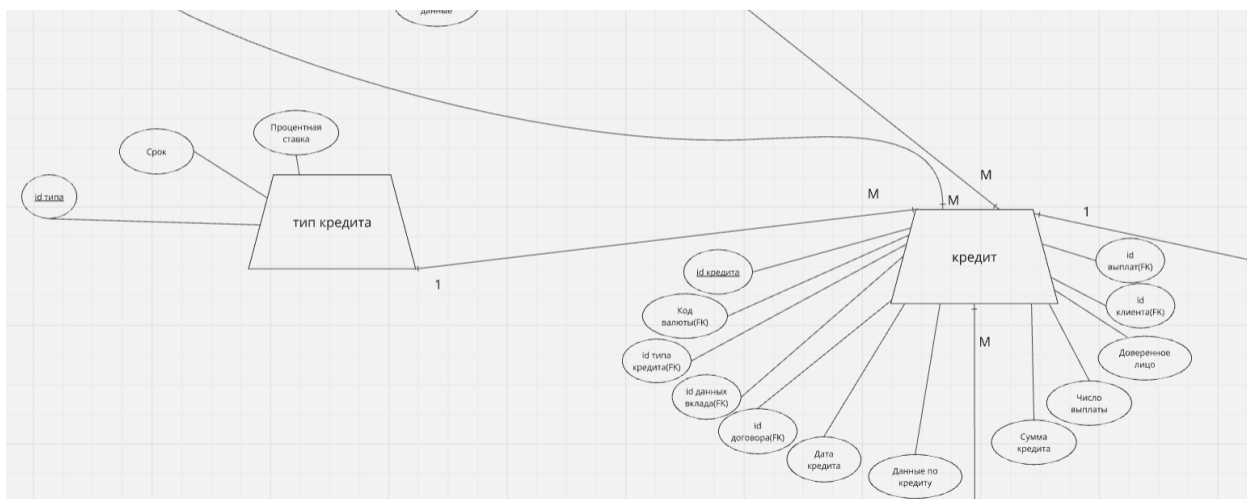 данные
Процентная
ставка
Срок
id типа
тип кредита
1
M
M
M
1
кредит
id кредита
Код
валюты(FK)
id типа
кредита(FK)
id данных
вклада(FK)
id
договора(FK)
Дата
кредита
Данные по
кредиту
M
Сумма
кредита
Число
выплаты
Доверенное
лицо
id
клиента(FK)
id
выплат(FK)